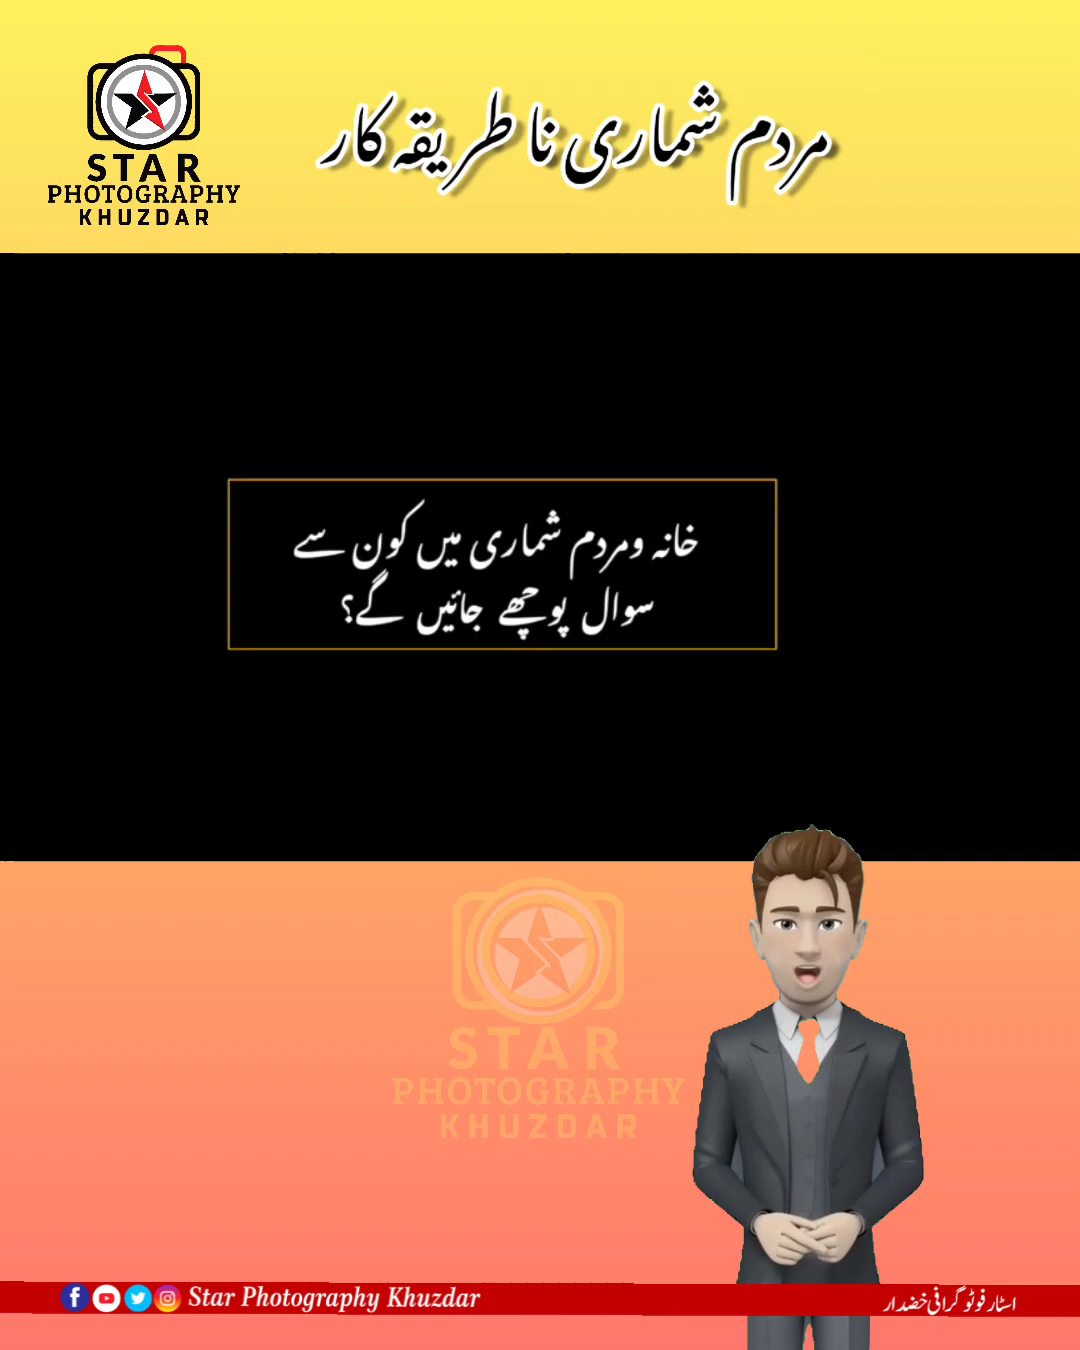 STAR
PHOTOGRAPHY
KHUZDAR
مردم شماری نا طریقہ کار
خانہ ومردم شماری میں کون سے
سوال پوچھے جائیں گے؟
STAR
PHOTOGRAPHY
KHUZDAR
Star Photography Khuzdar
اسٹار فوٹو گرافی خضدار